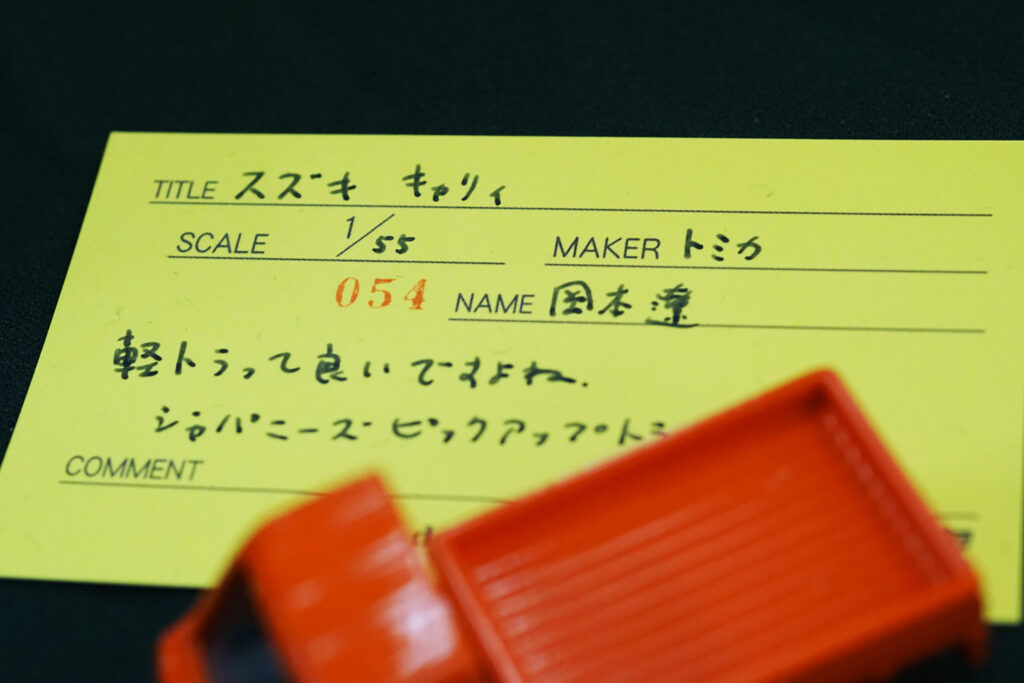 TITLE スズキ キャリィ
SCALE 1/55 MAKER トミカ
054 NAME 岡本遼
軽トラって良いですよね.
ジャパニーズピックアップト
COMMENT